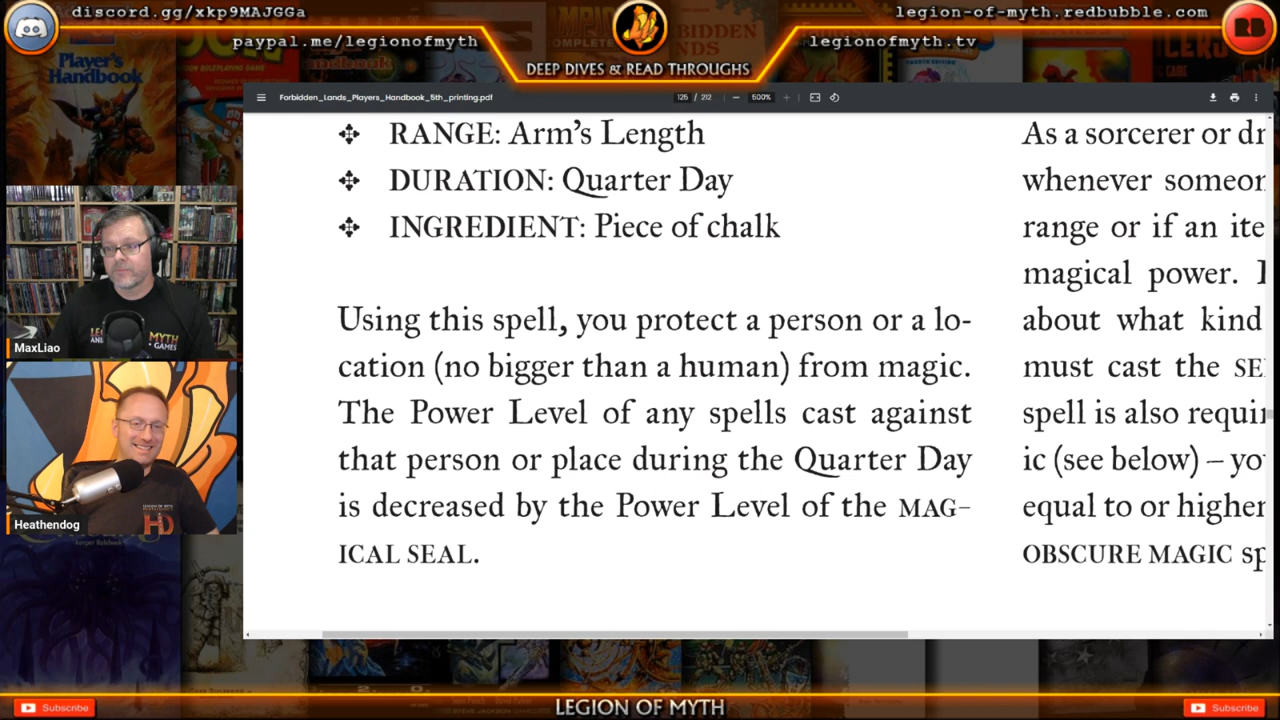 discord.gg/xkp9MAJGGa
legion-of-myth.redbubble.com
paypal.me/legionofmyth
legionofmyth.tv
DEEP DIVES & READ THROUGHS
Player's
Handbook
Forbidden_Lands_Players_Handbook_5th_printing.pdf
125 / 212
500%
RANGE: Arm's Length
DURATION: Quarter Day
INGREDIENT: Piece of chalk
Using this spell, you protect a person or a lo-
cation (no bigger than a human) from magic.
The Power Level of any spells cast against
that person or place during the Quarter Day
is decreased by the Power Level of the MAG-
ICAL SEAL.
As a sorcerer or dr
whenever someon
range or if an ite
magical power. I
about what kind
must cast the SE
spell is also requir
ic (see below) – yo
equal to or higher
OBSCURE MAGIC sp
MaxLiao
Heathendog
HD
Subscribe
LEGION OF MYTH
Subscribe